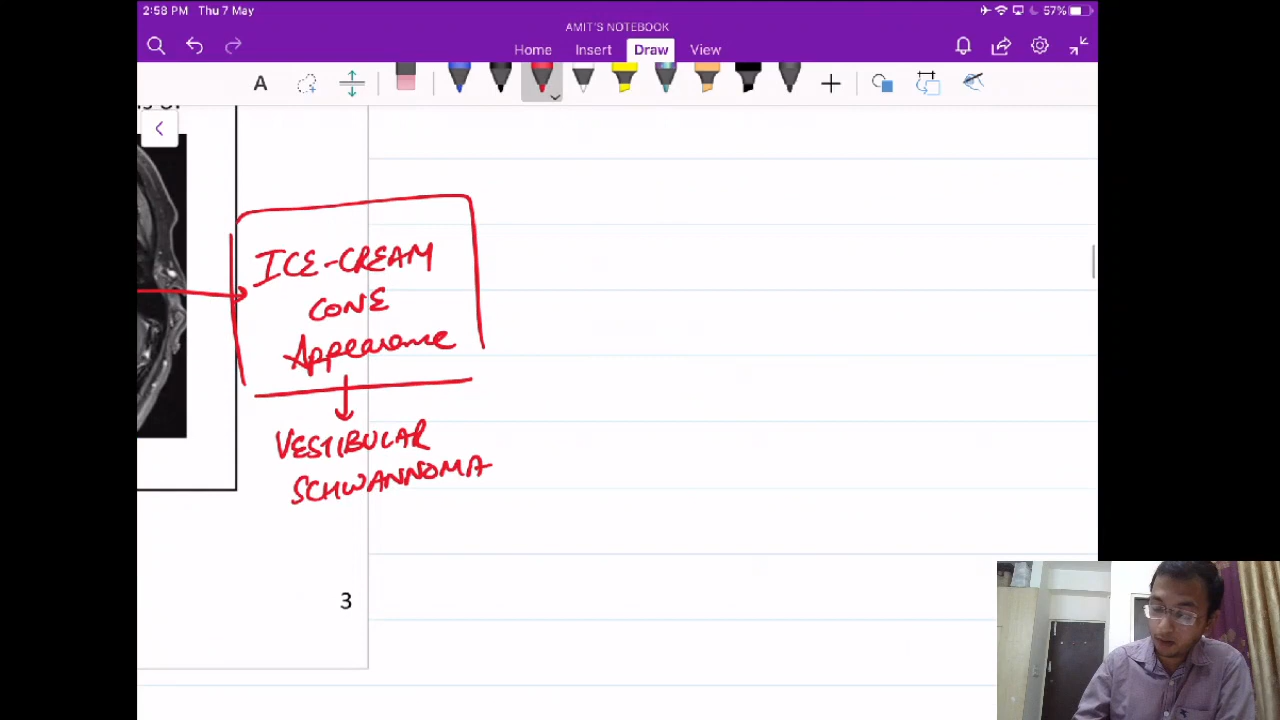 2:58 PM Thu 7 May
57%
AMIT'S NOTEBOOK
Home Insert Draw View
A
ICE-CREAM
CONE
Appearance
VESTIBULAR
SCHWANNOMA
3